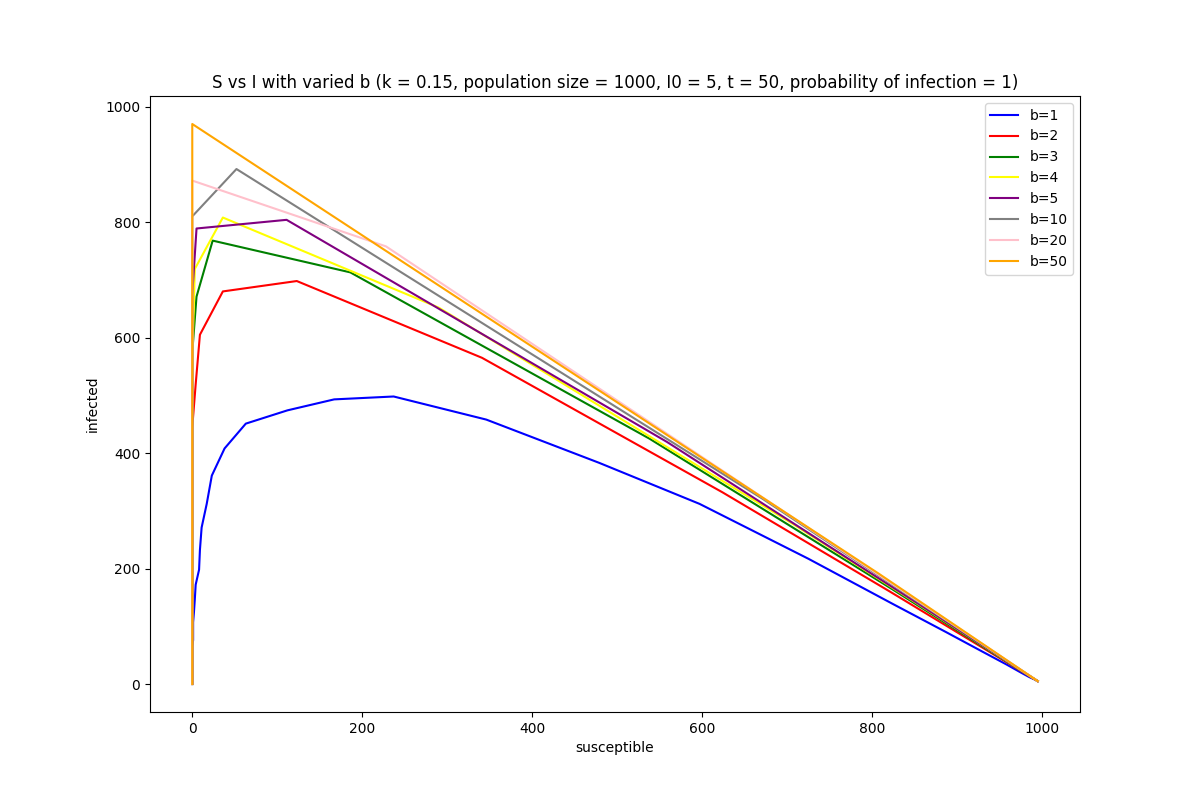 S vs I with varied b (k = 0.15, population size = 1000, I0 = 5, t = 50, probability of infection = 1)
1000
800
600
400
200
0
infected
b=1
b=2
b=3
b=4
b=5
b=10
b=20
b=50
0 200 400 600 800 1000
susceptible